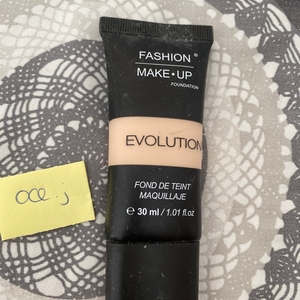 FASHION®
MAKE•UP
FOUNDATION
EVOLUTION
FOND DE TEINT
MAQUILLAJE
℮ 30 ml / 1.01 fl.oz